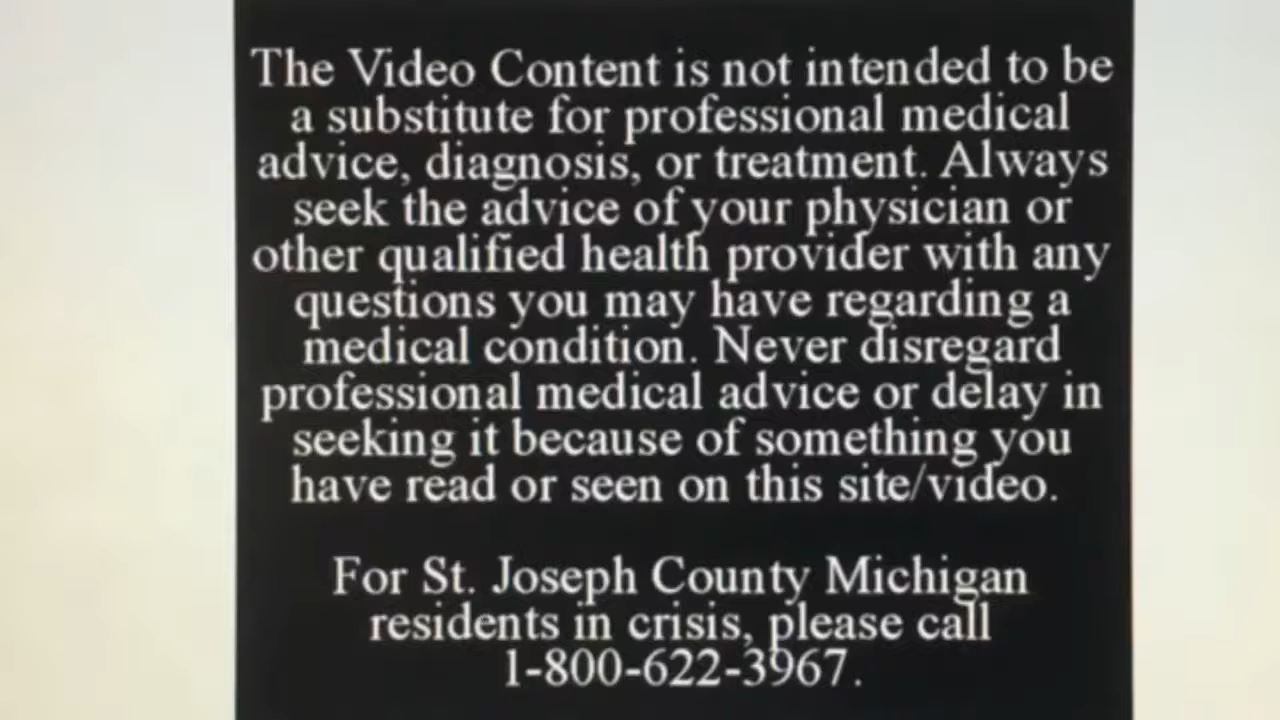 The Video Content is not intended to be
a substitute for professional medical
advice, diagnosis, or treatment. Always
seek the advice of your physician or
other qualified health provider with any
questions you may have regarding a
medical condition. Never disregard
professional medical advice or delay in
seeking it because of something you
have read or seen on this site/video.
For St. Joseph County Michigan
residents in crisis, please call
1-800-622-3967.